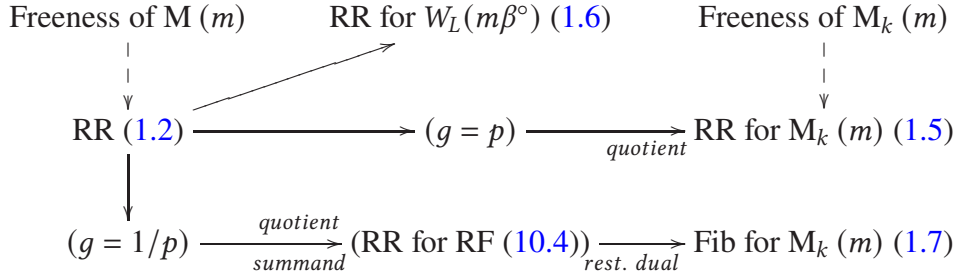 Freeness of M (m) RR for W_L(mβ°) (1.6) Freeness of M_k (m)
RR (1.2) (g = p) RR for M_k (m) (1.5)
quotient
quotient
(g = 1/p) (RR for RF (10.4)) Fib for M_k (m) (1.7)
summand rest. dual